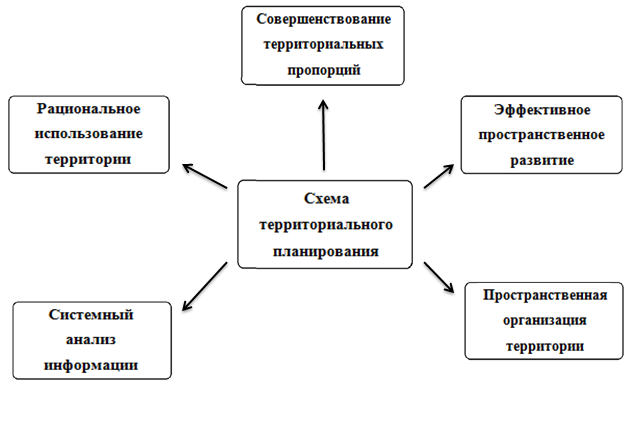 Совершенствование
территориальных
пропорций
Рациональное
использование
территории
Эффективное
пространственное
развитие
Схема
территориального
планирования
Системный
анализ
информации
Пространственная
организация
территории